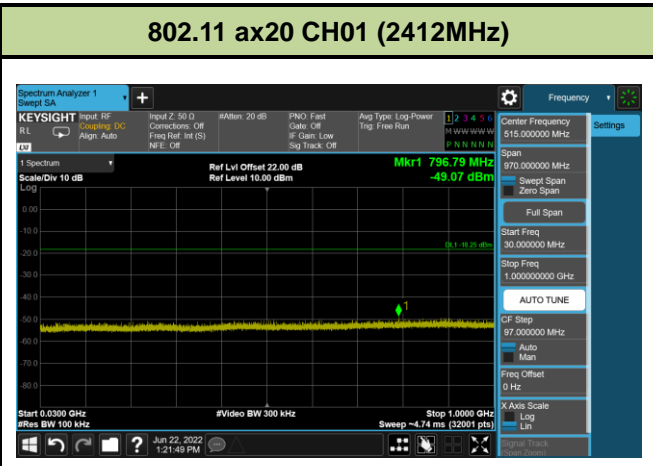 802.11 ax20 CH01 (2412MHz)
Spectrum Analyzer 1
Swept SA
Frequency
KEYSIGHT
RL
LXI
Input: RF
Coupling: DC
Align: Auto
Input Z: 50 Ω
Corrections: Off
Freq Ref: Int (S)
NFE: Off
#Atten: 20 dB
PNO: Fast
Gate: Off
IF Gain: Low
Sig Track: Off
Avg Type: Log-Power
Trig: Free Run
1 2 3 4 5 6
M W W W W W
P N N N N N
Center Frequency
515.000000 MHz
Settings
1 Spectrum
Scale/Div 10 dB
Log
Ref Lvl Offset 22.00 dB
Ref Level 10.00 dBm
Mkr1 796.79 MHz
-49.07 dBm
Span
970.000000 MHz
Swept Span
Zero Span
Full Span
Start Freq
30.000000 MHz
Stop Freq
1.000000000 GHz
AUTO TUNE
CF Step
97.000000 MHz
Auto
Man
Freq Offset
0 Hz
X Axis Scale
Log
Lin
Signal Track
(Span Zoom)
0.00
-10.0
-20.0
-30.0
-40.0
-50.0
-60.0
-70.0
-80.0
DL1 -18.25 dBm
1
Start 0.0300 GHz
#Res BW 100 kHz
#Video BW 300 kHz
Stop 1.0000 GHz
Sweep ~4.74 ms (32001 pts)
?
Jun 22, 2022
1:21:49 PM